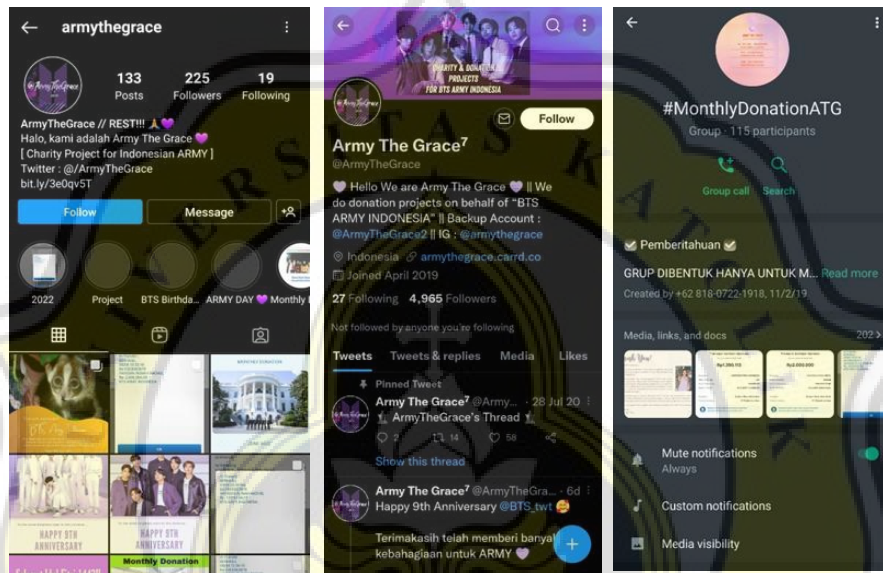 armythegrace
133
225
19
Posts
Followers
Following
ArmyTheGrace // REST!!! 🙏💜
Halo, kami adalah Army The Grace 💜
[ Charity Project for Indonesian ARMY ]
Twitter : @/ArmyTheGrace
bit.ly/3e0qv5T
Follow
Message
2022
Project
BTS Birthda...
ARMY DAY 💜
Monthly
HAPPY 9TH
ANNIVERSARY
HAPPY 9TH
ANNIVERSARY
Monthly Donation
CHARITY & DONATION
PROJECTS
FOR BTS ARMY INDONESIA
Follow
Army The Grace⁷
@ArmyTheGrace
💜 Hello We are Army The Grace 💜 || We
do donation projects on behalf of “BTS
ARMY INDONESIA” || Backup Account :
@ArmyTheGrace2 || IG : @armythegrace
Indonesia armythegrace.carrd.co
Joined April 2019
27 Following 4,965 Followers
Not followed by anyone you're following
Tweets
Tweets & replies
Media
Likes
Pinned Tweet
Army The Grace⁷ @Army... · 28 Jul 20
ArmyTheGrace's Thread
2
14
58
Show this thread
Army The Grace⁷ @ArmyTheGra... · 6d
Happy 9th Anniversary @BTS_twt 🥰
Terimakasih telah memberi banyak
kebahagiaan untuk ARMY 💜
#MonthlyDonationATG
Group · 115 participants
Group call
Search
✅ Pemberitahuan ✅
GRUP DIBENTUK HANYA UNTUK M... Read more
Created by +62 818-0722-1918, 11/2/19
Media, links, and docs
202 >
Mute notifications
Always
Custom notifications
Media visibility